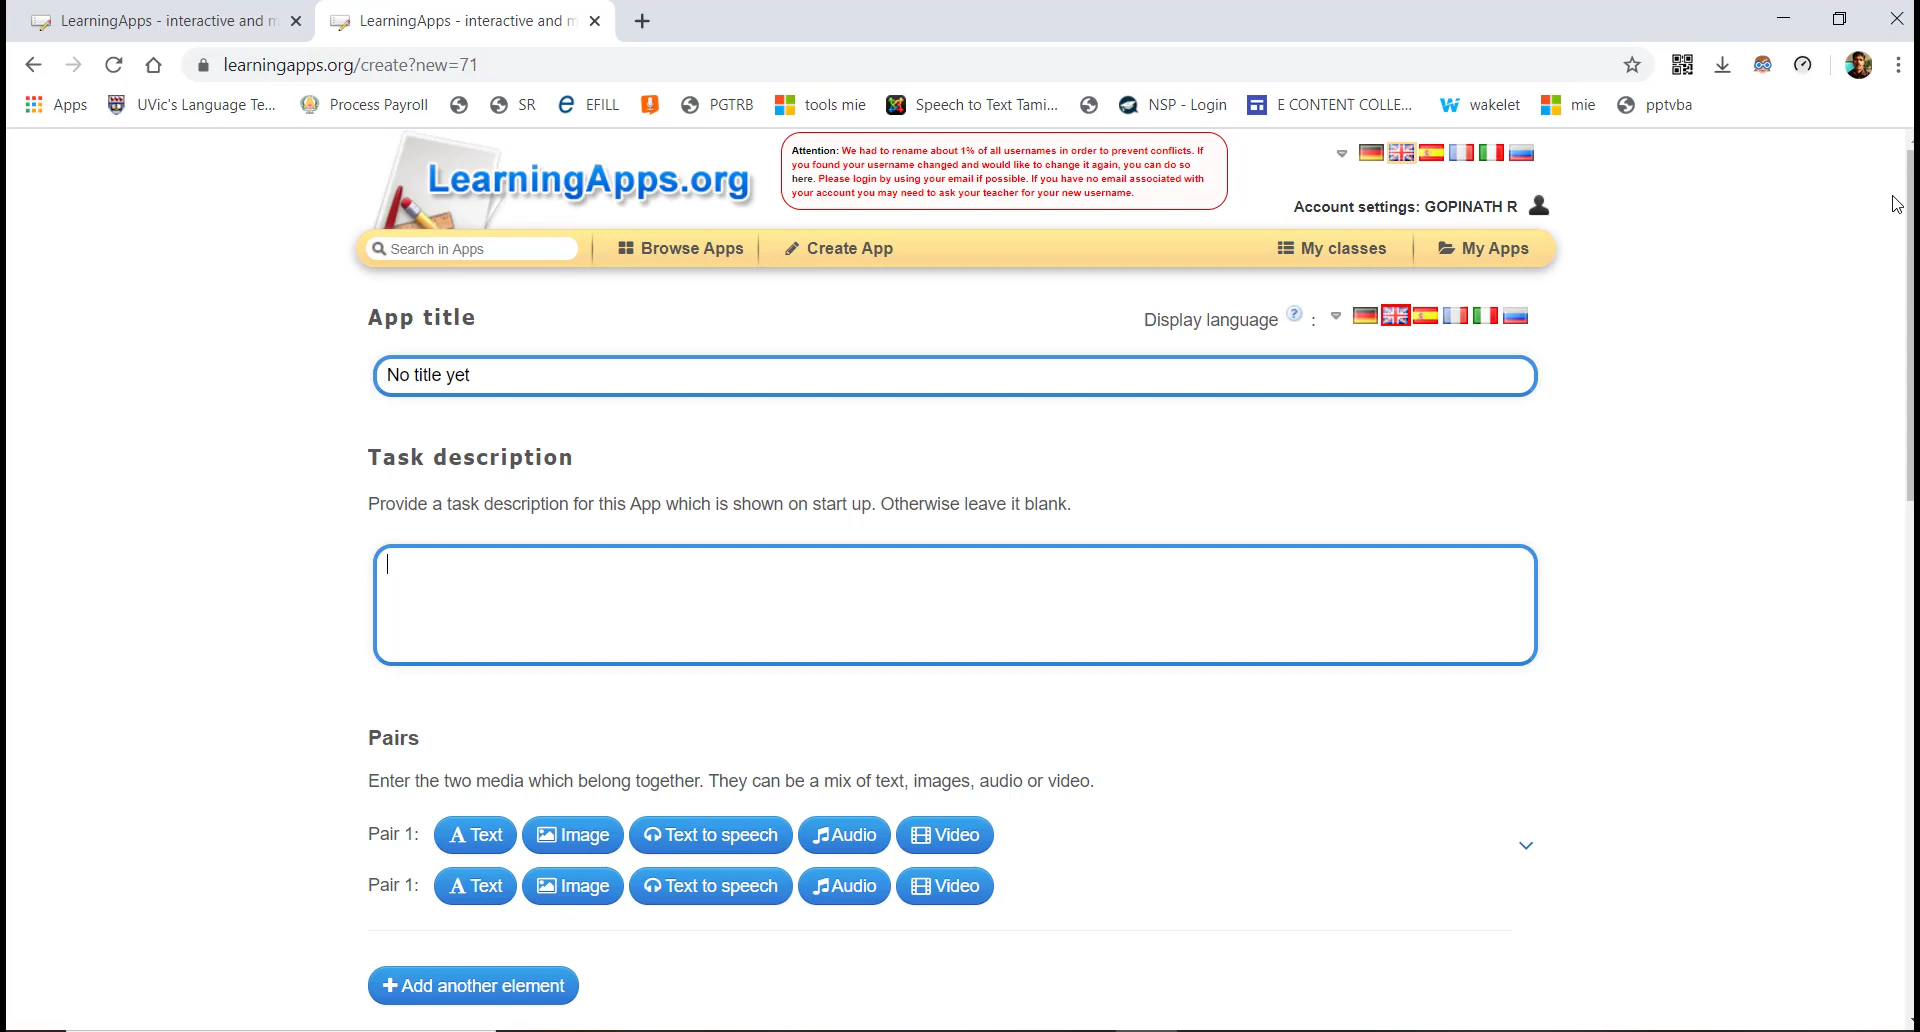 LearningApps - interactive and m
LearningApps - interactive and m
learningapps.org/create?new=71
Apps
UVic's Language Te...
Process Payroll
SR
EFILL
PGTRB
tools mie
Speech to Text Tami...
NSP - Login
E CONTENT COLLE...
wakelet
mie
pptvba
LearningApps.org
Attention: We had to rename about 1% of all usernames in order to prevent conflicts. If
you found your username changed and would like to change it again, you can do so
here. Please login by using your email if possible. If you have no email associated with
your account you may need to ask your teacher for your new username.
Account settings: GOPINATH R
Search in Apps
Browse Apps
Create App
My classes
My Apps
App title
Display language ? :
No title yet
Task description
Provide a task description for this App which is shown on start up. Otherwise leave it blank.
Pairs
Enter the two media which belong together. They can be a mix of text, images, audio or video.
Pair 1: A Text Image Text to speech Audio Video
Pair 1: A Text Image Text to speech Audio Video
+ Add another element